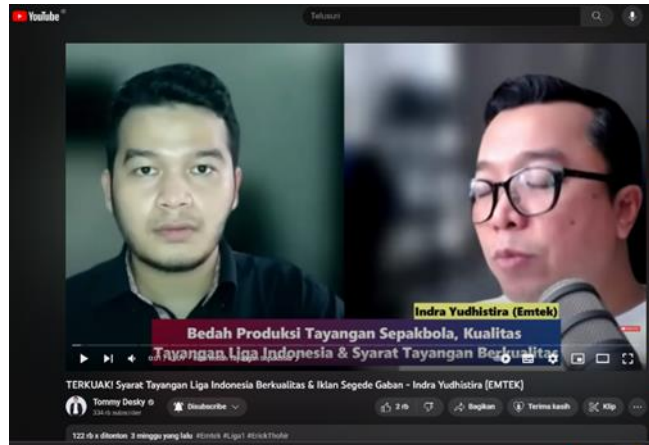 YouTube ID
Telusuri
Indra Yudhistira (Emtek)
Bedah Produksi Tayangan Sepakbola, Kualitas
Tayangan Liga Indonesia & Syarat Tayangan Berkualitas
TERKUAK! Syarat Tayangan Liga Indonesia Berkualitas & Iklan Segede Gaban - Indra Yudhistira (EMTEK)
Tommy Desky
334 rb subscriber
Disubscribe
2 rb
Bagikan
Terima kasih
Klip
122 rb x ditonton 3 minggu yang lalu #Emtek #Liga1 #ErickThohir